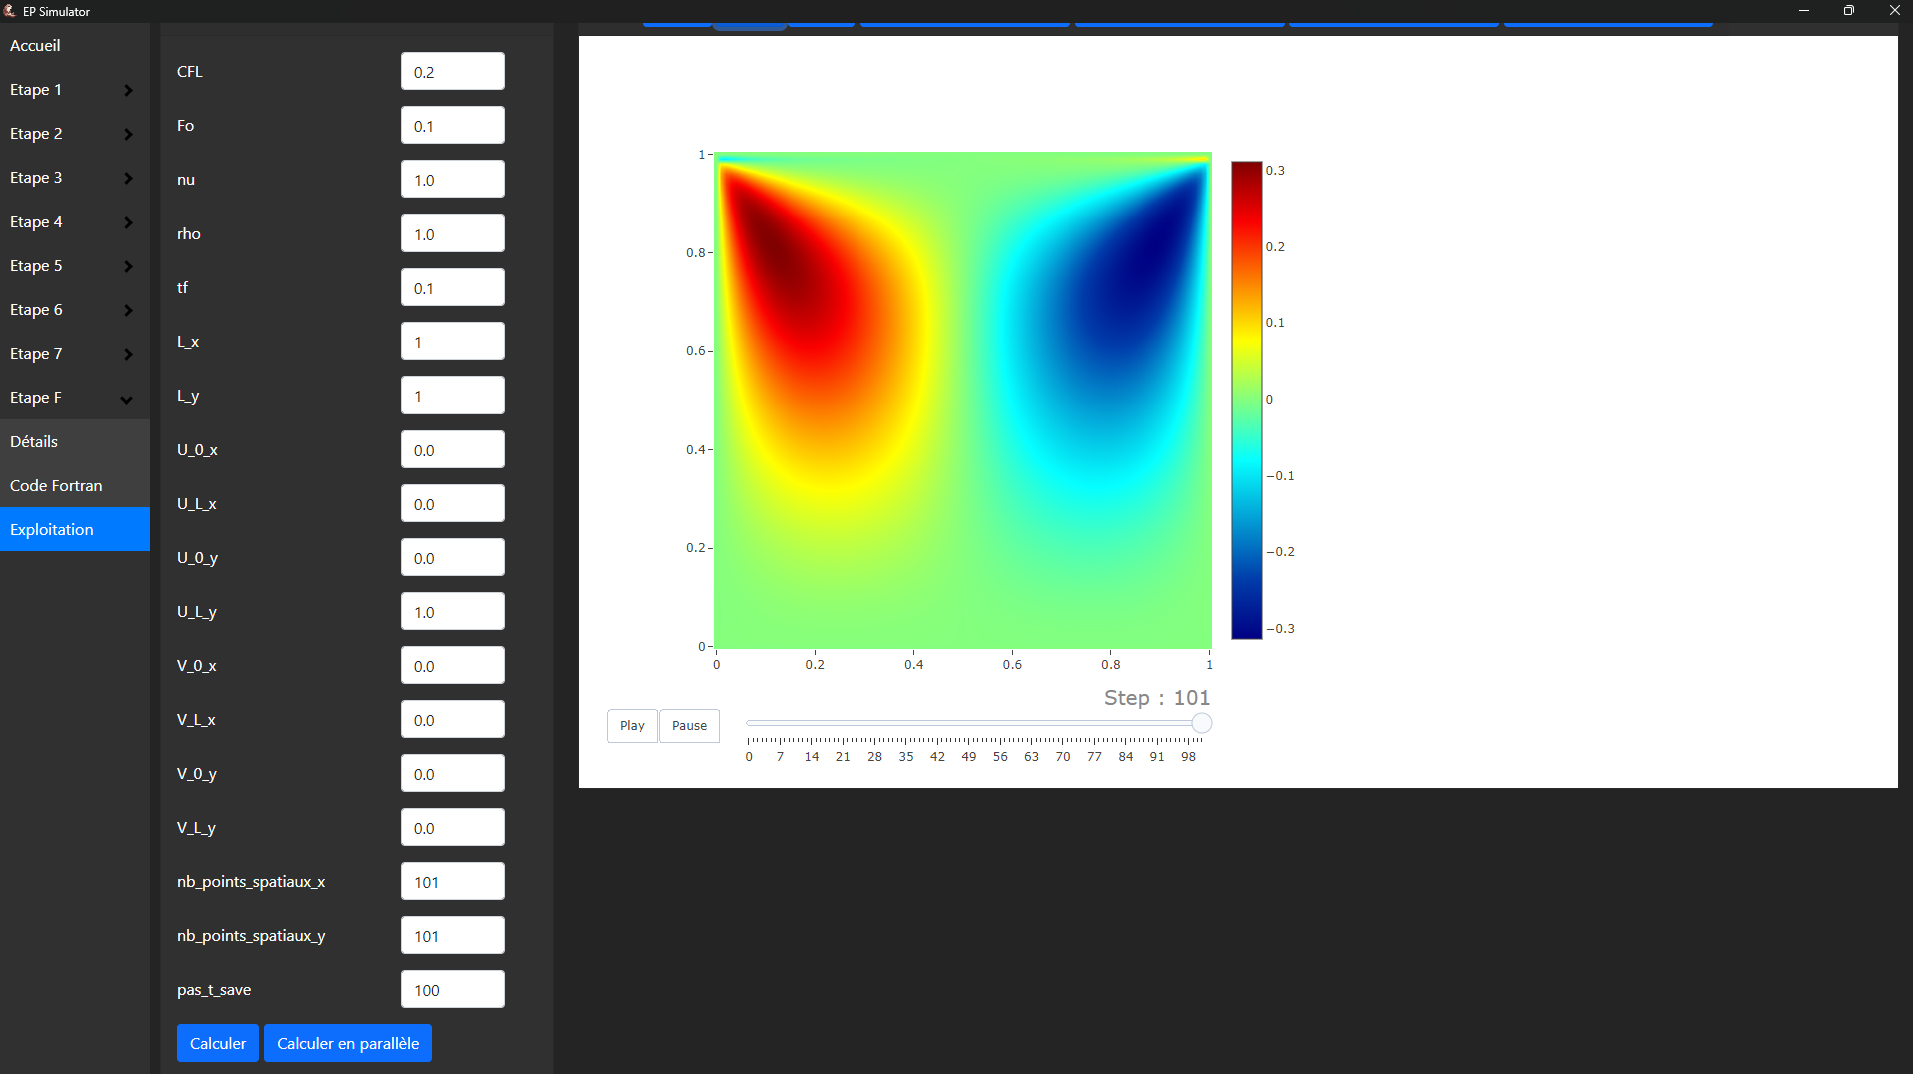 EP Simulator
Accueil
Etape 1
Etape 2
Etape 3
Etape 4
Etape 5
Etape 6
Etape 7
Etape F
Détails
Code Fortran
Exploitation
CFL 0.2
Fo 0.1
nu 1.0
rho 1.0
tf 0.1
L_x 1
L_y 1
U_0_x 0.0
U_L_x 0.0
U_0_y 0.0
U_L_y 1.0
V_0_x 0.0
V_L_x 0.0
V_0_y 0.0
V_L_y 0.0
nb_points_spatiaux_x 101
nb_points_spatiaux_y 101
pas_t_save 100
Calculer Calculer en parallèle
1
0.8
0.6
0.4
0.2
0
0 0.2 0.4 0.6 0.8 1
0.3
0.2
0.1
0
−0.1
−0.2
−0.3
Step : 101
Play Pause
0 7 14 21 28 35 42 49 56 63 70 77 84 91 98